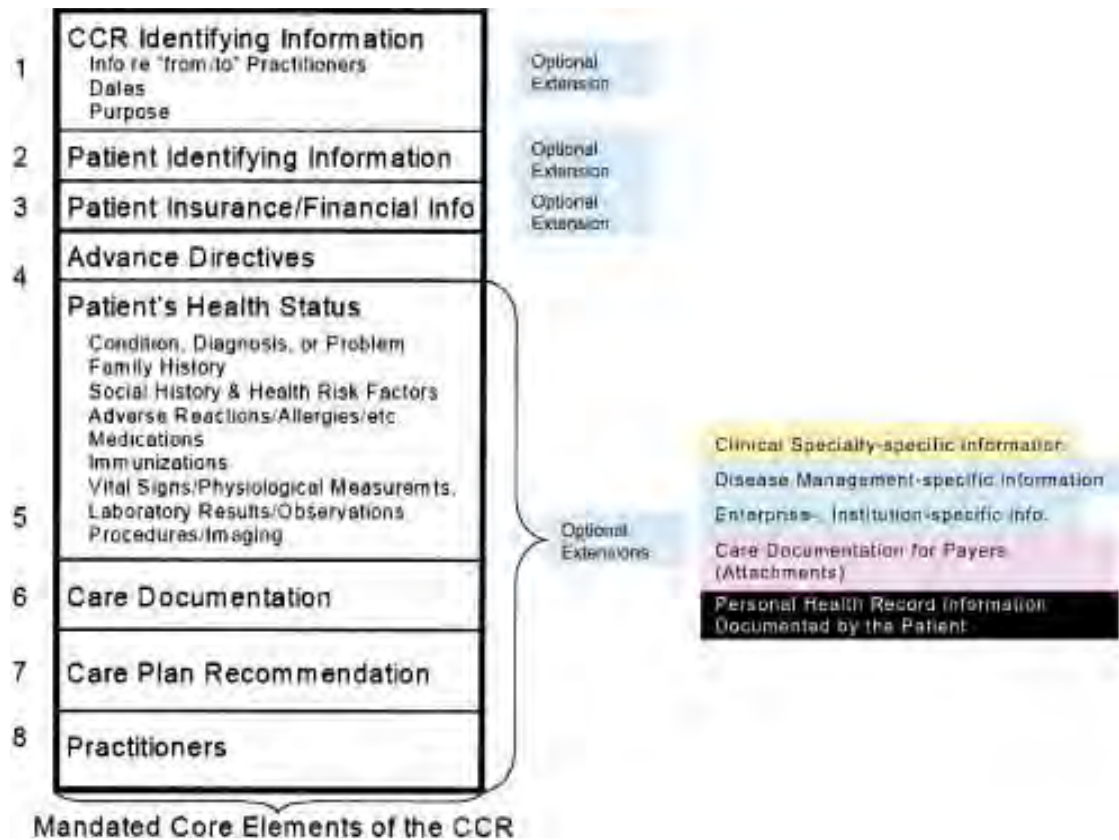 1
CCR Identifying Information
Info re "from/to" Practitioners
Dates
Purpose
Optional
Extension
2
Patient Identifying Information
Optional
Extension
3
Patient Insurance/Financial Info
Optional
Extension
4
Advance Directives
Patient's Health Status
Condition, Diagnosis, or Problem
Family History
Social History & Health Risk Factors
Adverse Reactions/Allergies/etc
Medications
Immunizations
Vital Signs/Physiological Measuremts.
Laboratory Results/Observations
Procedures/Imaging
5
Optional
Extensions
Clinical Specialty-specific information
Disease Management-specific Information
Enterprise-, Institution-specific Info.
Care Documentation for Payers
(Attachments)
Personal Health Record Information
Documented by the Patient
6
Care Documentation
7
Care Plan Recommendation
8
Practitioners
Mandated Core Elements of the CCR